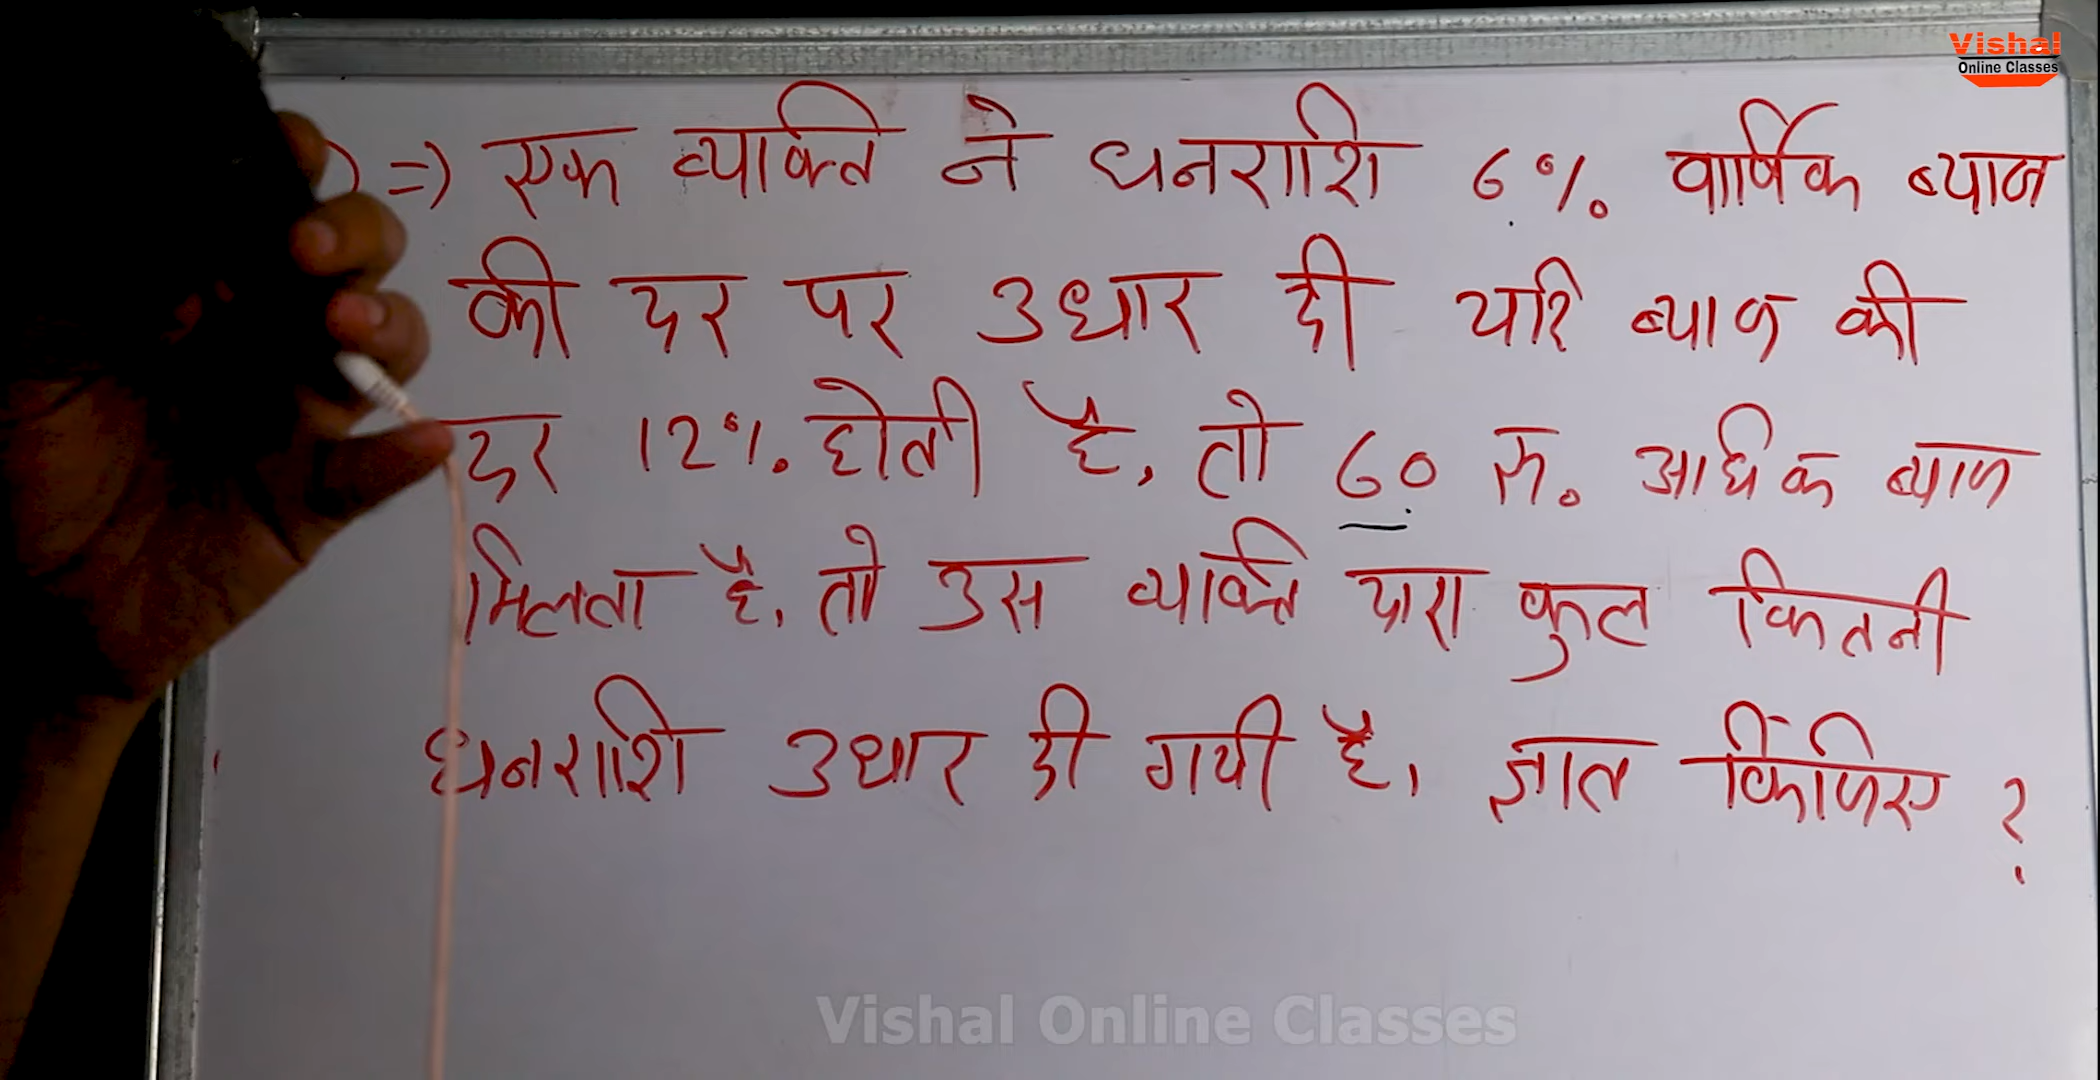 Vishal
Online Classes
) => एक व्यक्ति ने धनराशि 6%. वार्षिक ब्याज
की दर पर उधार दी यदि ब्याज की
दर 12%. होती है, तो 60 रू. अधिक ब्याज
मिलता है, तो उस व्यक्ति द्वारा कुल कितनी
धनराशि उधार दी गयी है, ज्ञात किजिए ?
Vishal Online Classes